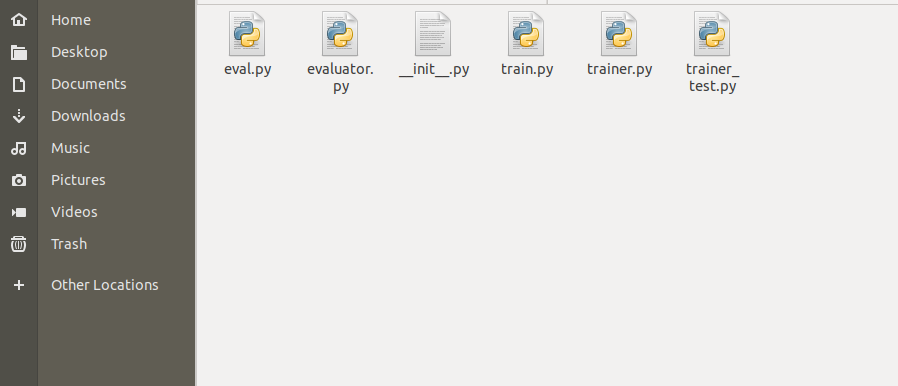 Home
Desktop
Documents
Downloads
Music
Pictures
Videos
Trash
Other Locations
eval.py
evaluator.
py
__init__.py
train.py
trainer.py
trainer_
test.py